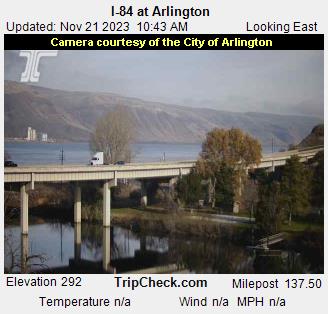 I-84 at Arlington
Updated: Nov 21 2023 10:43 AM Looking East
Camera courtesy of the City of Arlington
Elevation 292 TripCheck.com Milepost 137.50
Temperature n/a Wind n/a MPH n/a